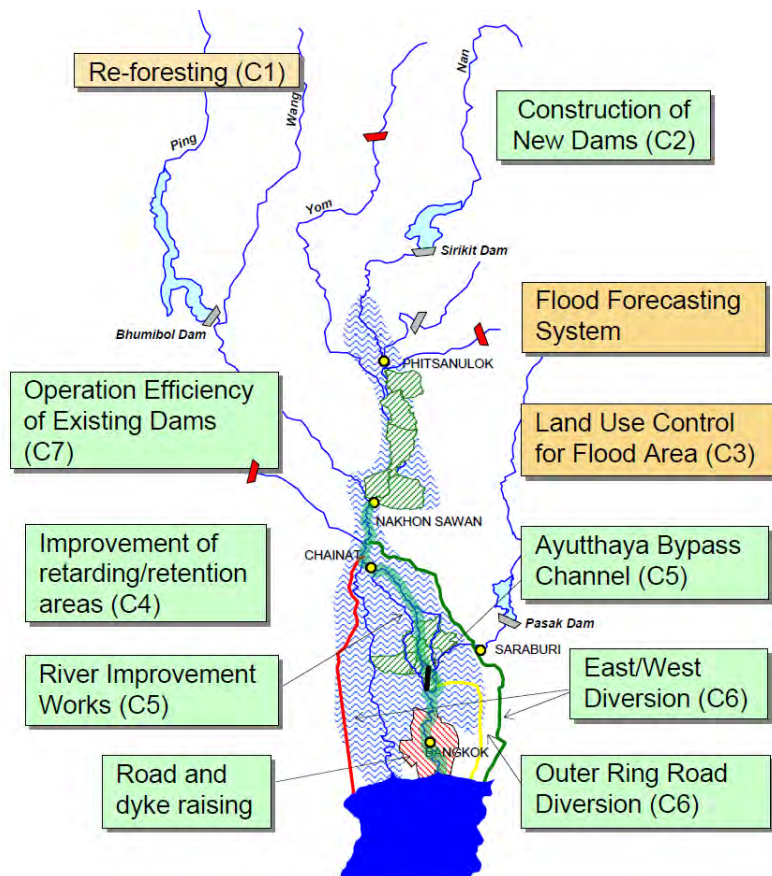 Re-foresting (C1)
Ping
Wang
Yom
Nan
Construction of
New Dams (C2)
Sirikit Dam
Bhumibol Dam
Flood Forecasting
System
PHITSANULOK
Operation Efficiency
of Existing Dams
(C7)
Land Use Control
for Flood Area (C3)
NAKHON SAWAN
Improvement of
retarding/retention
areas (C4)
CHAINAT
Ayutthaya Bypass
Channel (C5)
Pasak Dam
SARABURI
River Improvement
Works (C5)
East/West
Diversion (C6)
BANGKOK
Road and
dyke raising
Outer Ring Road
Diversion (C6)